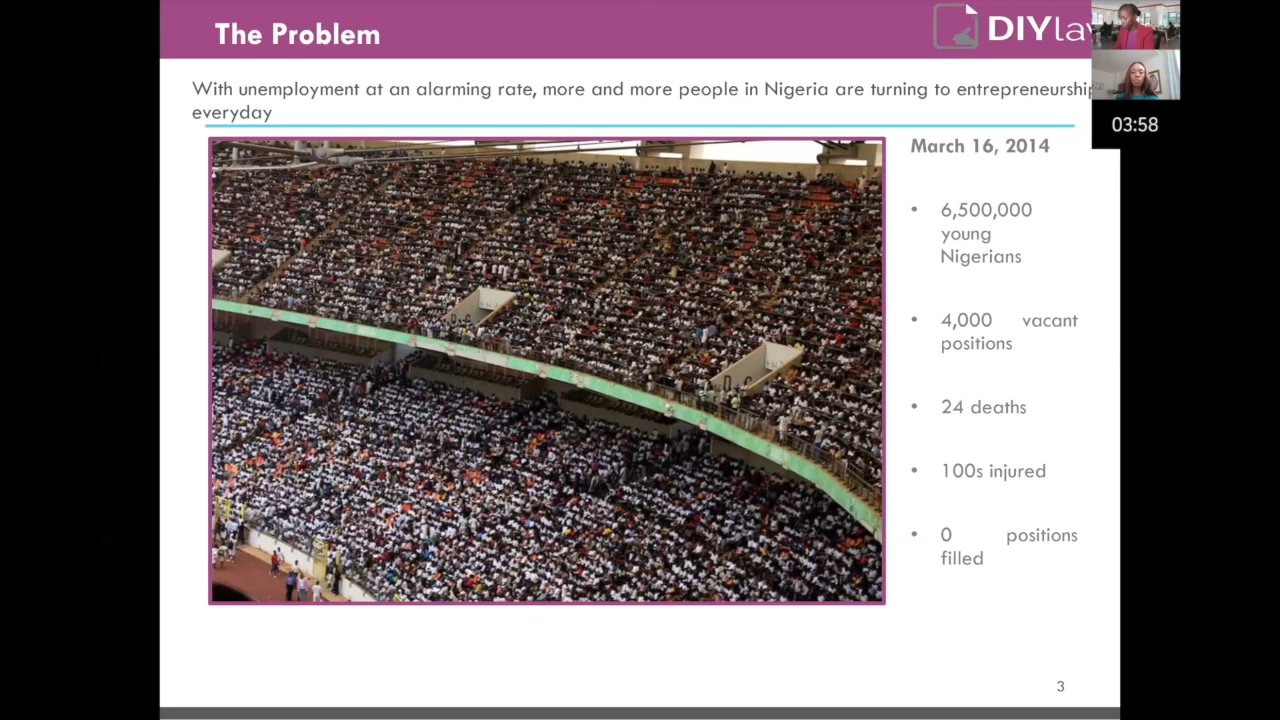 The Problem
DIYla
With unemployment at an alarming rate, more and more people in Nigeria are turning to entrepreneurship
everyday
03:58
March 16, 2014
• 6,500,000
young
Nigerians
• 4,000 vacant
positions
• 24 deaths
• 100s injured
• 0 positions
filled
3